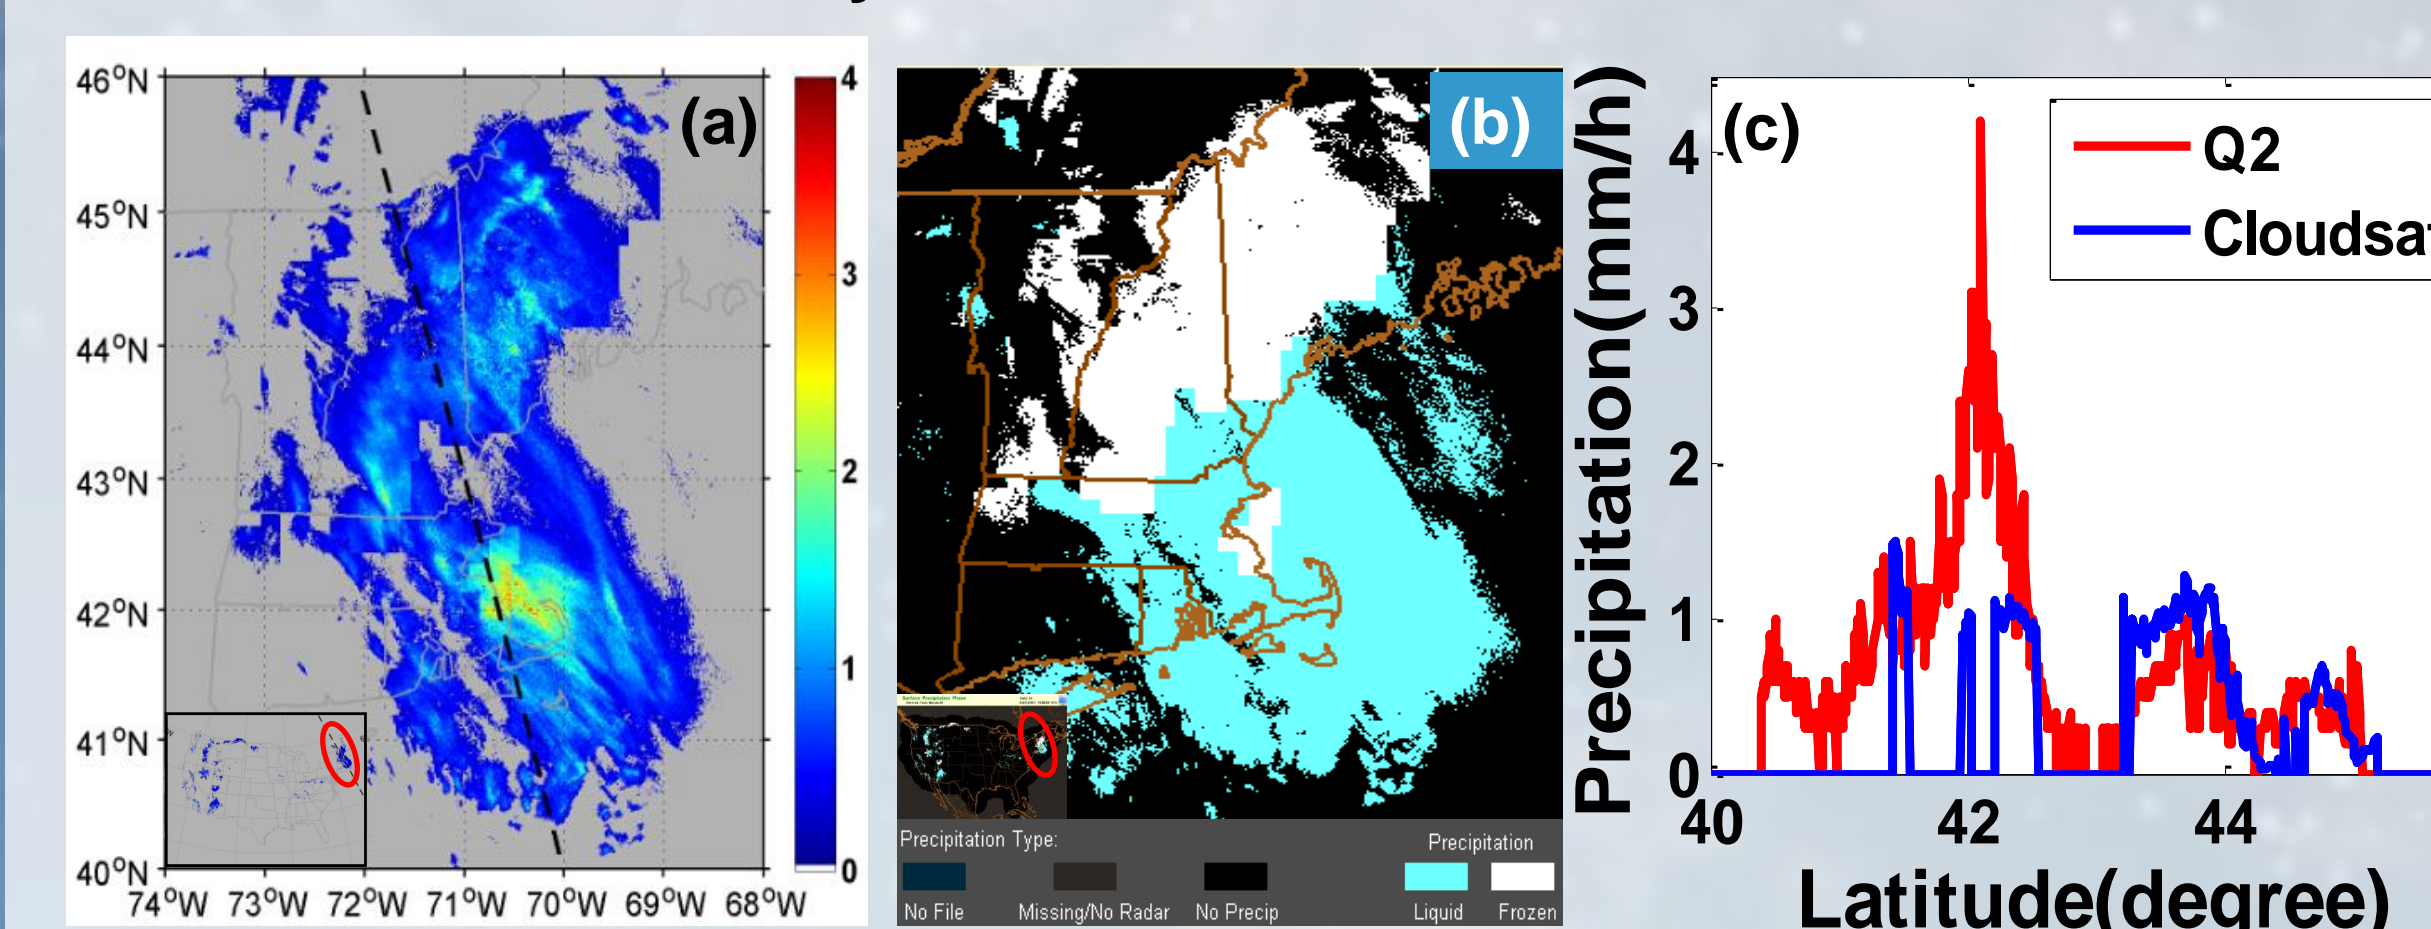 46°N
45°N
44°N
43°N
42°N
41°N
40°N
74°W 73°W 72°W 71°W 70°W 69°W 68°W
(a)
4
3
2
1
0
(b)
Precipitation Type:
Precipitation
No File
Missing/No Radar
No Precip
Liquid
Frozen
(c)
Q2
Cloudsat
Precipitation(mm/h)
4
3
2
1
0
40
42
44
Latitude(degree)